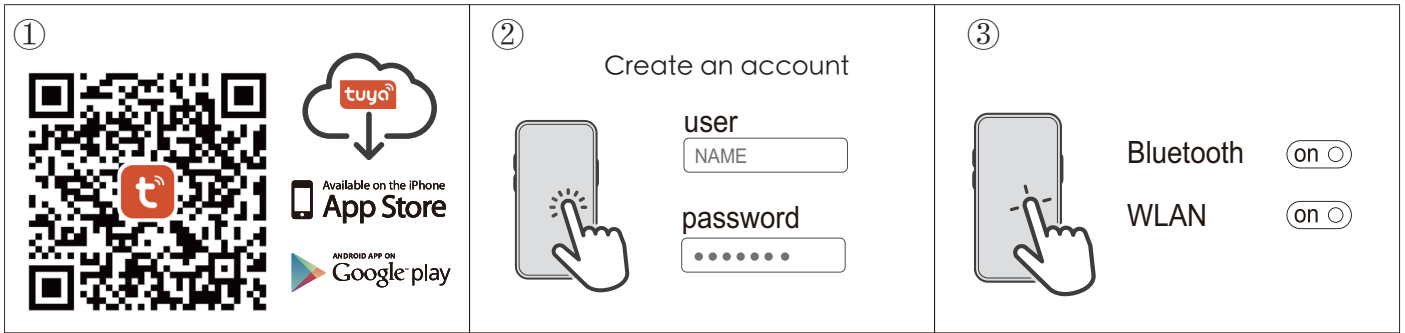 ①
tuya
Available on the iPhone
App Store
ANDROID APP ON
Google play
②
Create an account
user
NAME
password
③
Bluetooth on
WLAN on